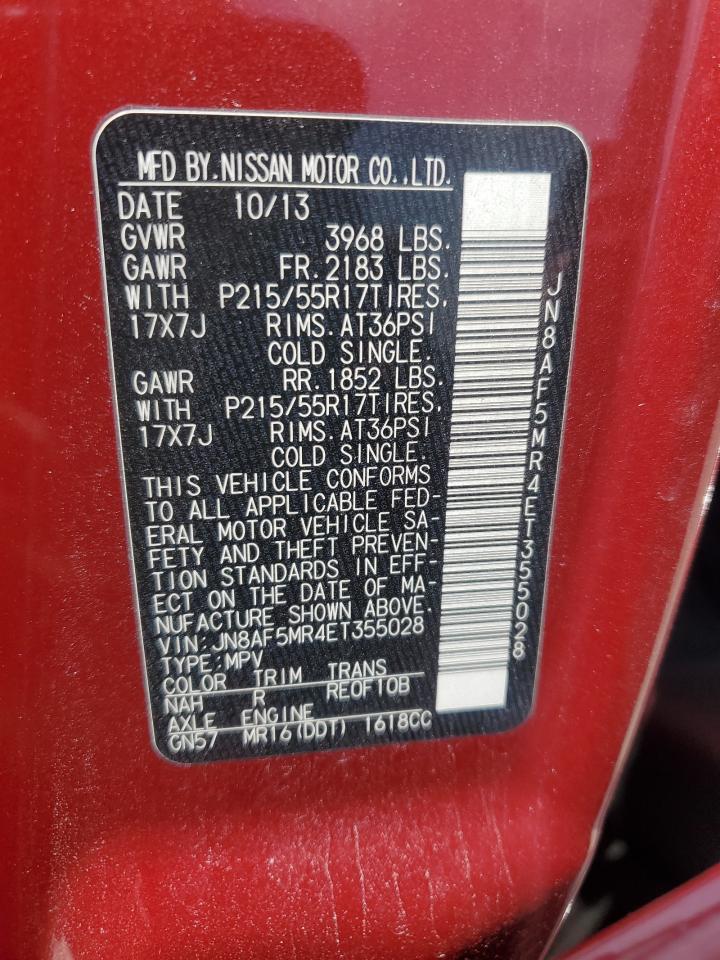 MFD BY.NISSAN MOTOR CO.,LTD.
DATE 10/13
GVWR 3968 LBS.
GAWR FR.2183 LBS.
WITH P215/55R17TIRES,
17X7J RIMS.AT36PSI
COLD SINGLE.
GAWR RR.1852 LBS.
WITH P215/55R17TIRES,
17X7J RIMS.AT36PSI
COLD SINGLE.
THIS VEHICLE CONFORMS
TO ALL APPLICABLE FED-
ERAL MOTOR VEHICLE SA-
FETY AND THEFT PREVEN-
TION STANDARDS IN EFF-
ECT ON THE DATE OF MA-
NUFACTURE SHOWN ABOVE.
VIN:JN8AF5MR4ET355028
TYPE:MPV
COLOR TRIM TRANS
NAH R RE0F10B
AXLE ENGINE
GN57 MR16(DDT) 1618CC
JN8AF5MR4ET355028